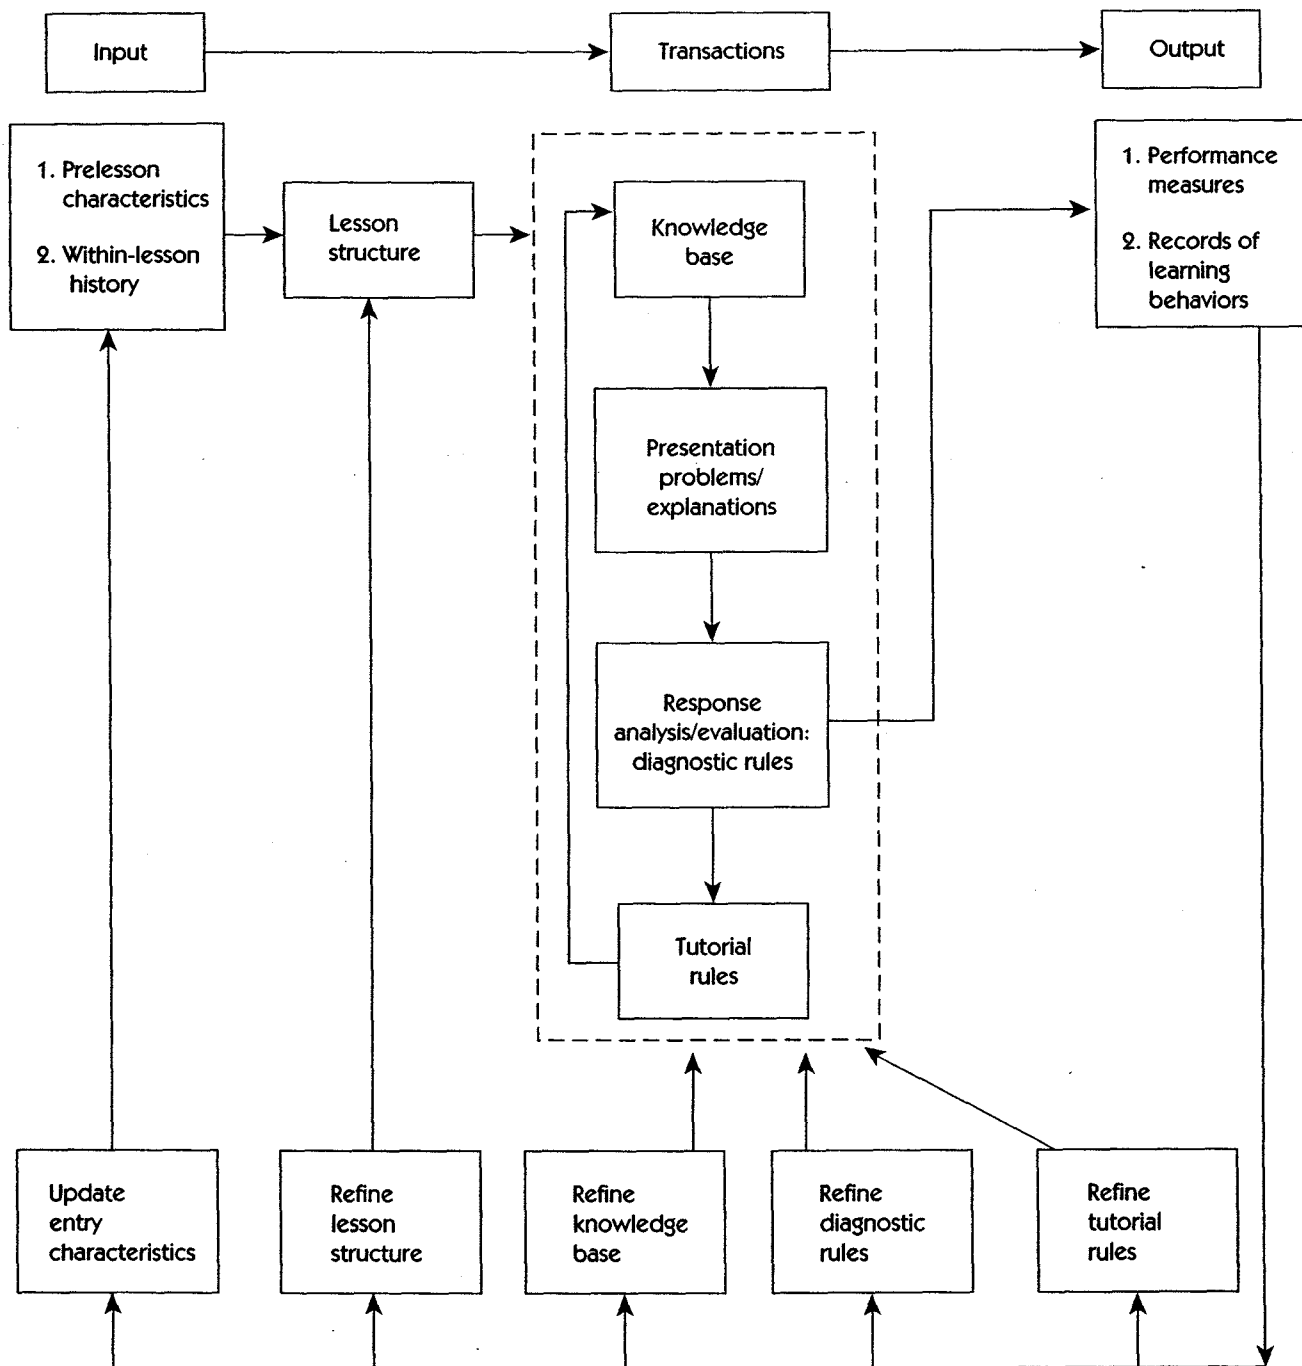 Input
Transactions
Output
1. Prelesson
characteristics
2. Within-lesson
history
Lesson
structure
Knowledge
base
Presentation
problems/
explanations
Response
analysis/evaluation:
diagnostic rules
Tutorial
rules
1. Performance
measures
2. Records of
learning
behaviors
Update
entry
characteristics
Refine
lesson
structure
Refine
knowledge
base
Refine
diagnostic
rules
Refine
tutorial
rules